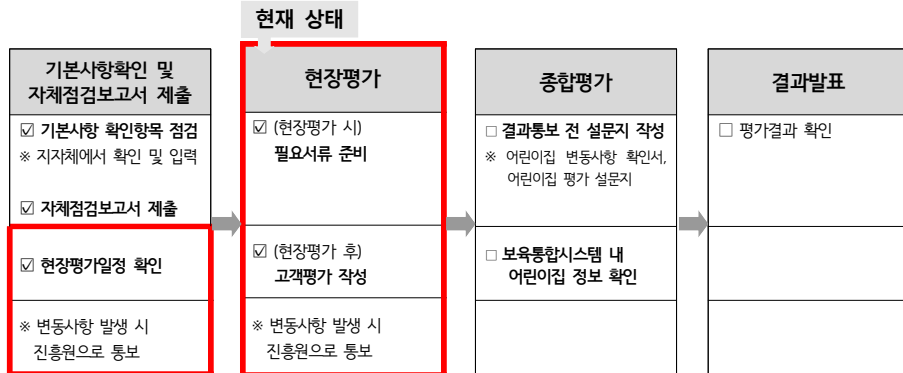 현재 상태
기본사항확인 및
자체점검보고서 제출
☑ 기본사항 확인항목 점검
※ 지자체에서 확인 및 입력
☑ 자체점검보고서 제출
☑ 현장평가일정 확인
※ 변동사항 발생 시
진흥원으로 통보
현장평가
☑ (현장평가 시)
필요서류 준비
☑ (현장평가 후)
고객평가 작성
※ 변동사항 발생 시
진흥원으로 통보
종합평가
□ 결과통보 전 설문지 작성
※ 어린이집 변동사항 확인서,
어린이집 평가 설문지
□ 보육통합시스템 내
어린이집 정보 확인
결과발표
□ 평가결과 확인